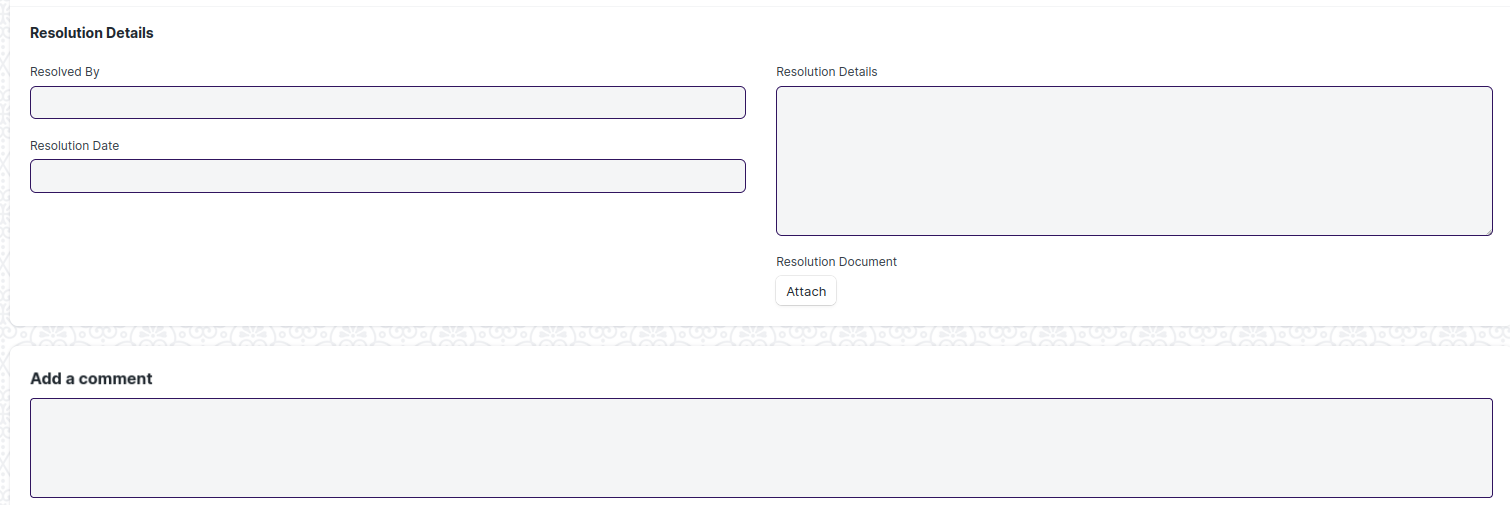 Resolution Details
Resolved By
Resolution Date
Resolution Details
Resolution Document
Attach
Add a comment